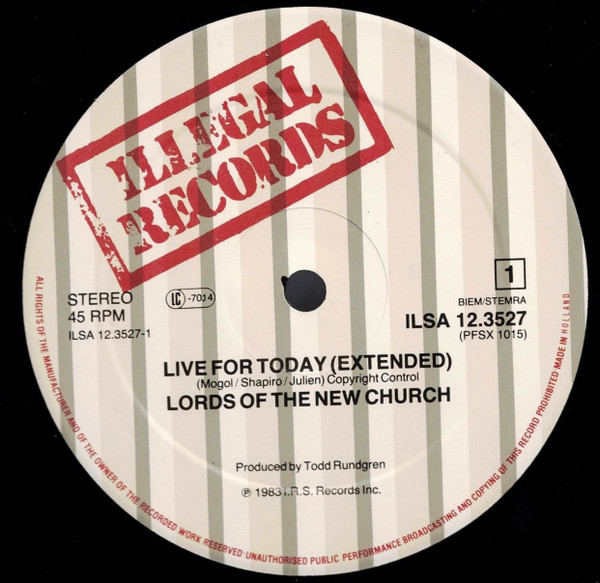 ILLEGAL
RECORDS
STEREO
45 RPM
ILSA 12.3527-1
LC -7014
1
BIEM/STEMRA
ILSA 12.3527
(PFSX 1015)
LIVE FOR TODAY (EXTENDED)
(Mogol/Shapiro/Julien) Copyright Control
LORDS OF THE NEW CHURCH
Produced by Todd Rundgren
℗ 1983 I.R.S. Records Inc.
ALL RIGHTS OF THE MANUFACTURER AND OF THE OWNER OF THE RECORDED WORK RESERVED·UNAUTHORISED PUBLIC PERFORMANCE BROADCASTING AND COPYING OF THIS RECORD PROHIBITED·MADE IN HOLLAND